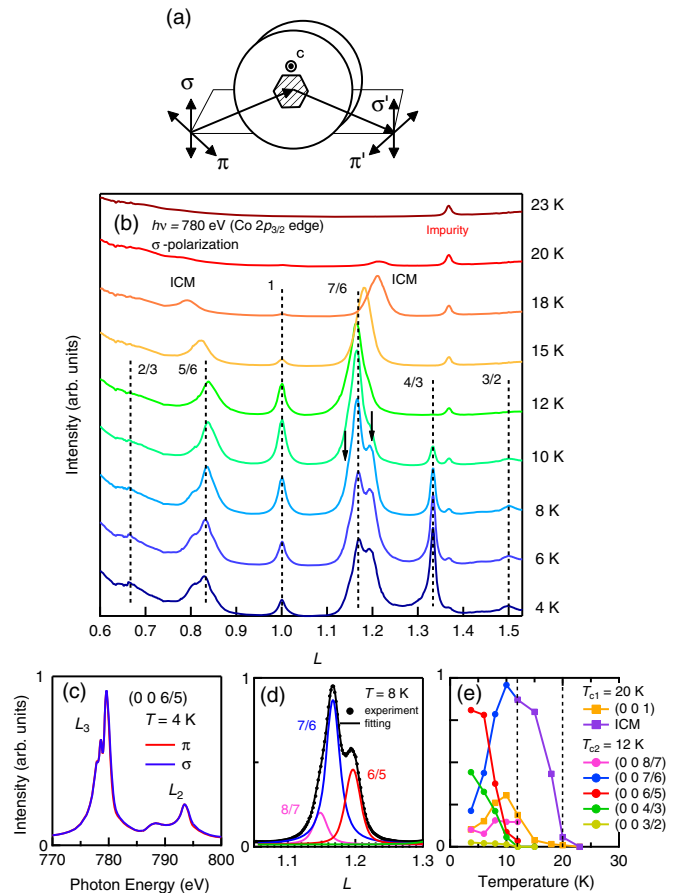 (a)
c
σ
σ'
π
π'
(b)
hν = 780 eV (Co 2p3/2 edge)
σ -polarization
Impurity
23 K
20 K
ICM
1
7/6
ICM
18 K
15 K
2/3
5/6
4/3
3/2
12 K
10 K
8 K
6 K
4 K
Intensity (arb. units)
0.6 0.7 0.8 0.9 1.0 1.1 1.2 1.3 1.4 1.5
L
(c)
(0 0 6/5)
T = 4 K
L3
π
σ
L2
1
0
Intensity (arb. units)
770 780 790 800
Photon Energy (eV)
(d)
T = 8 K
experiment
fitting
7/6
6/5
8/7
1
0
1.1 1.2 1.3
L
(e)
1
0
0 10 20 30
Temperature (K)
Tc1 = 20 K
(0 0 1)
ICM
Tc2 = 12 K
(0 0 8/7)
(0 0 7/6)
(0 0 6/5)
(0 0 4/3)
(0 0 3/2)